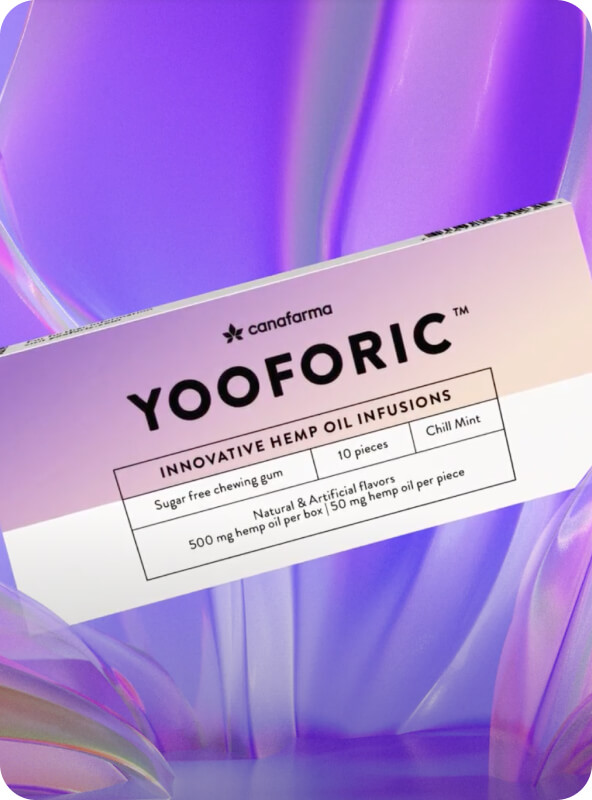 canafarma
YOOFORIC™
INNOVATIVE HEMP OIL INFUSIONS
Sugar free chewing gum
10 pieces
Chill Mint
Natural & Artificial flavors
500 mg hemp oil per box | 50 mg hemp oil per piece